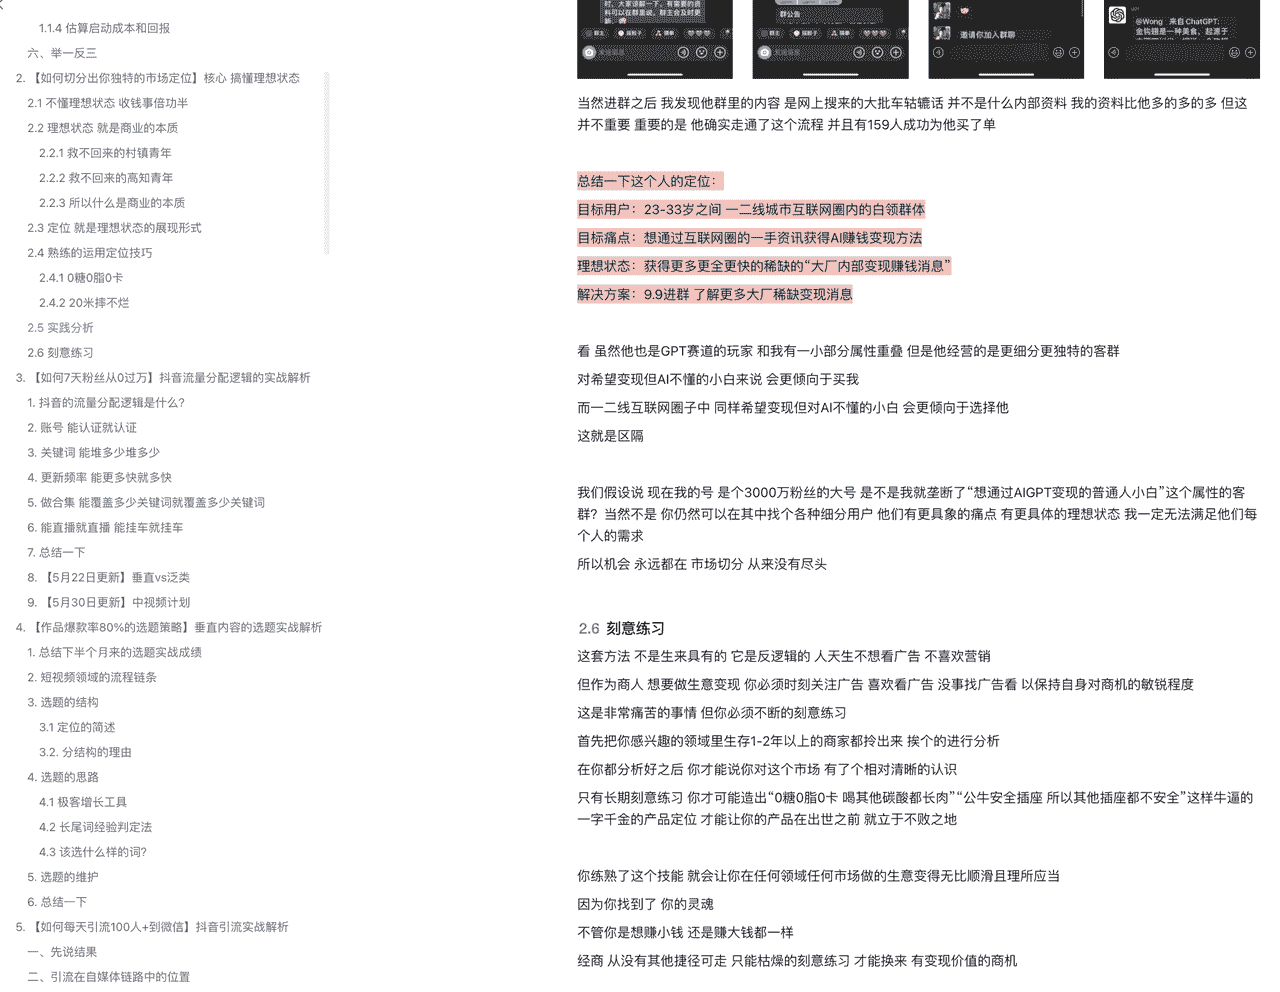 1.1.4 估算启动成本和回报
六、举一反三
2. 【如何切分出你独特的市场定位】核心 搞懂理想状态
2.1 不懂理想状态 收钱事倍功半
2.2 理想状态 就是商业的本质
2.2.1 救不回来的村镇青年
2.2.2 救不回来的高知青年
2.2.3 所以什么是商业的本质
2.3 定位 就是理想状态的展现形式
2.4 熟练的运用定位技巧
2.4.1 0糖0脂0卡
2.4.2 20米摔不烂
2.5 实践分析
2.6 刻意练习
3. 【如何7天粉丝从0过万】抖音流量分配逻辑的实战解析
1. 抖音的流量分配逻辑是什么?
2. 账号 能认证就认证
3. 关键词 能堆多少堆多少
4. 更新频率 能更多快就多快
5. 做合集 能覆盖多少关键词就覆盖多少关键词
6. 能直播就直播 能挂车就挂车
7. 总结一下
8. 【5月22日更新】垂直vs泛类
9. 【5月30日更新】中视频计划
4. 【作品爆款率80%的选题策略】垂直内容的选题实战解析
1. 总结下半个月来的选题实战成绩
2. 短视频领域的流程链条
3. 选题的结构
3.1 定位的简述
3.2. 分结构的理由
4. 选题的思路
4.1 极客增长工具
4.2 长尾词经验判定法
4.3 该选什么样的词?
5. 选题的维护
6. 总结一下
5. 【如何每天引流100人+到微信】抖音引流实战解析
一、先说结果
二、引流在自媒体链路中的位置
时，大家谅解一下，有需要的资
料可以在群里说，群主会及时更
新。
群公告
邀请你加入群聊
@Wong 来自 ChatGPT:
金钩翅是一种美食，起源于
当然进群之后 我发现他群里的内容 是网上搜来的大批车轱辘话 并不是什么内部资料 我的资料比他多的多的多 但这
并不重要 重要的是 他确实走通了这个流程 并且有159人成功为他买了单
总结一下这个人的定位：
目标用户：23-33岁之间 一二线城市互联网圈内的白领群体
目标痛点：想通过互联网圈的一手资讯获得AI赚钱变现方法
理想状态：获得更多更全更快的稀缺的“大厂内部变现赚钱消息”
解决方案：9.9进群 了解更多大厂稀缺变现消息
看 虽然他也是GPT赛道的玩家 和我有一小部分属性重叠 但是他经营的是更细分更独特的客群
对希望变现但AI不懂的小白来说 会更倾向于买我
而一二线互联网圈子中 同样希望变现但对AI不懂的小白 会更倾向于选择他
这就是区隔
我们假设说 现在我的号 是个3000万粉丝的大号 是不是我就垄断了“想通过AIGPT变现的普通人小白”这个属性的客
群？当然不是 你仍然可以在其中找个各种细分用户 他们有更具象的痛点 有更具体的理想状态 我一定无法满足他们每
个人的需求
所以机会 永远都在 市场切分 从来没有尽头
2.6 刻意练习
这套方法 不是生来具有的 它是反逻辑的 人天生不想看广告 不喜欢营销
但作为商人 想要做生意变现 你必须时刻关注广告 喜欢看广告 没事找广告看 以保持自身对商机的敏锐程度
这是非常痛苦的事情 但你必须不断的刻意练习
首先把你感兴趣的领域里生存1-2年以上的商家都拎出来 挨个的进行分析
在你都分析好之后 你才能说你对这个市场 有了个相对清晰的认识
只有长期刻意练习 你才可能造出“0糖0脂0卡 喝其他碳酸都长肉”“公牛安全插座 所以其他插座都不安全”这样牛逼的
一字千金的产品定位 才能让你的产品在出世之前 就立于不败之地
你练熟了这个技能 就会让你在任何领域任何市场做的生意变得无比顺滑且理所应当
因为你找到了 你的灵魂
不管你是想赚小钱 还是赚大钱都一样
经商 从没有其他捷径可走 只能枯燥的刻意练习 才能换来 有变现价值的商机